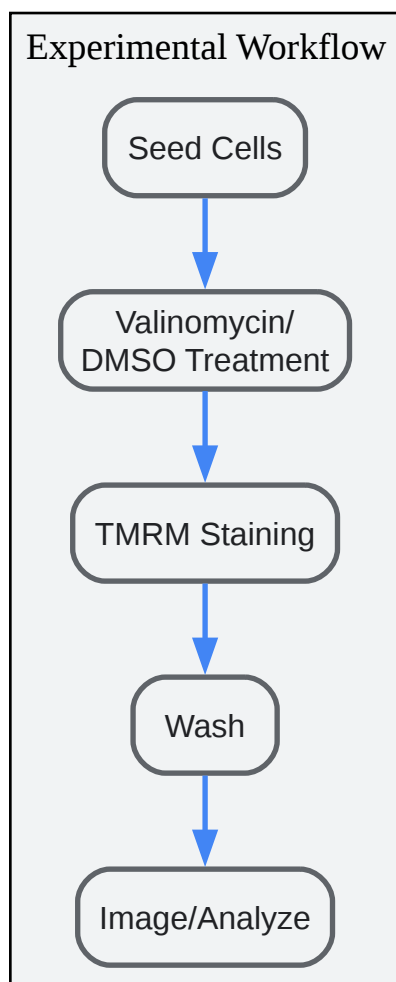 Experimental Workflow
Seed Cells
Valinomycin/
DMSO Treatment
TMRM Staining
Wash
Image/Analyze